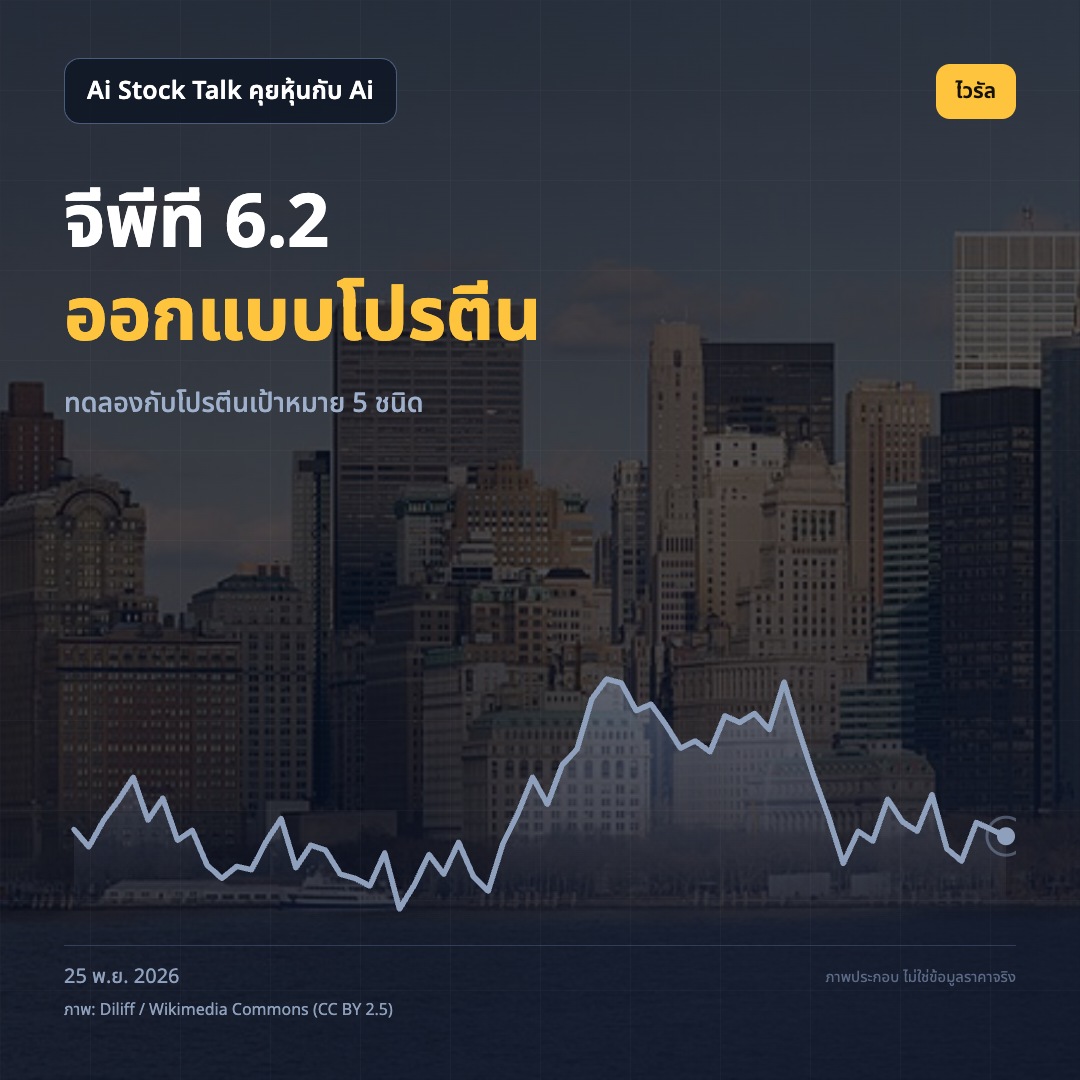 Ai Stock Talk คุยหุ้นกับ Ai
ไวรัล
จีพีที 6.2
ออกแบบโปรตีน
ทดลองกับโปรตีนเป้าหมาย 5 ชนิด
25 พ.ย. 2026
ภาพประกอบ ไม่ใช่ข้อมูลราคาจริง
ภาพ: Diliff / Wikimedia Commons (CC BY 2.5)